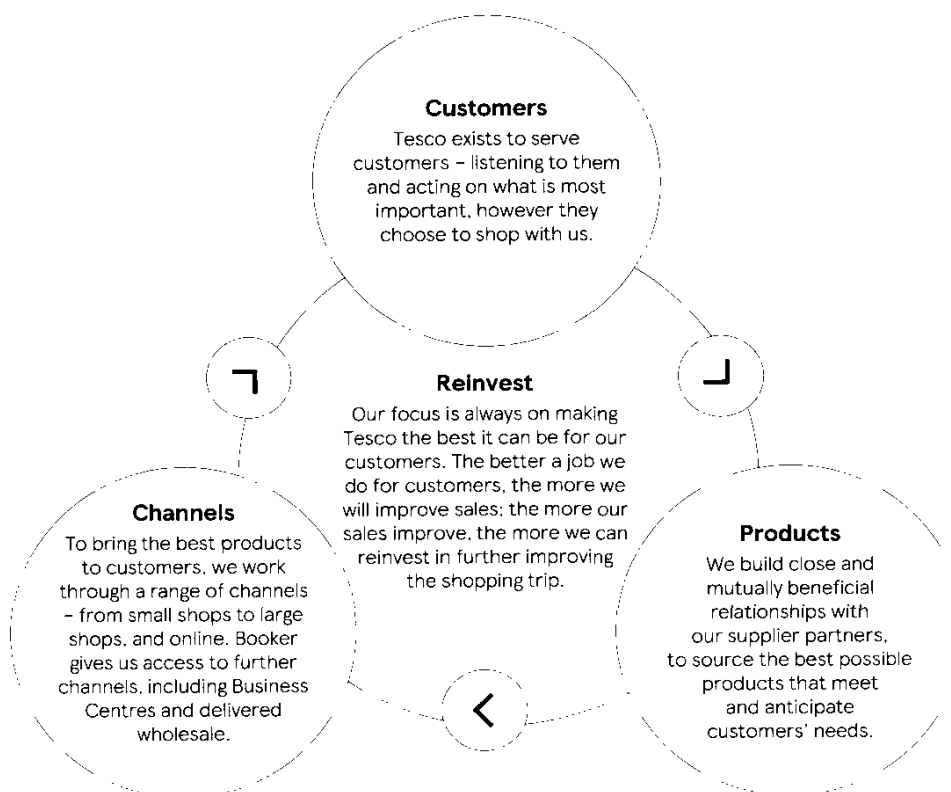 Customers
Tesco exists to serve
customers – listening to them
and acting on what is most
important, however they
choose to shop with us.
Reinvest
Our focus is always on making
Tesco the best it can be for our
customers. The better a job we
do for customers, the more we
will improve sales; the more our
sales improve, the more we can
reinvest in further improving
the shopping trip.
Channels
To bring the best products
to customers, we work
through a range of channels
– from small shops to large
shops, and online. Booker
gives us access to further
channels, including Business
Centres and delivered
wholesale.
Products
We build close and
mutually beneficial
relationships with
our supplier partners,
to source the best possible
products that meet
and anticipate
customers' needs.